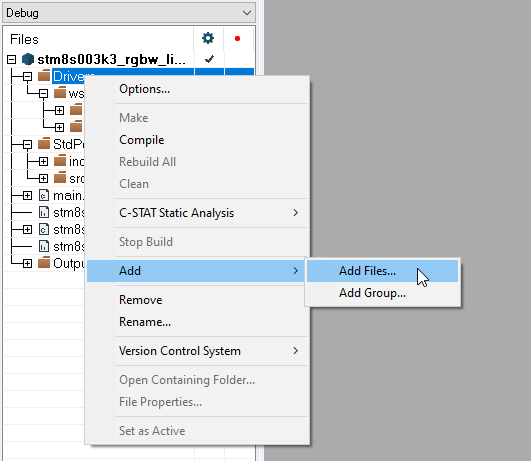 Debug
Files
stm8s003k3_rgbw_li...
Drivers
Options...
ws
Make
Compile
StdPe
Rebuild All
inc
Clean
src
main.
C-STAT Static Analysis
stm8s
stm8s
Stop Build
stm8s
Outpu
Add
Add Files...
Add Group...
Remove
Rename...
Version Control System
Open Containing Folder...
File Properties...
Set as Active